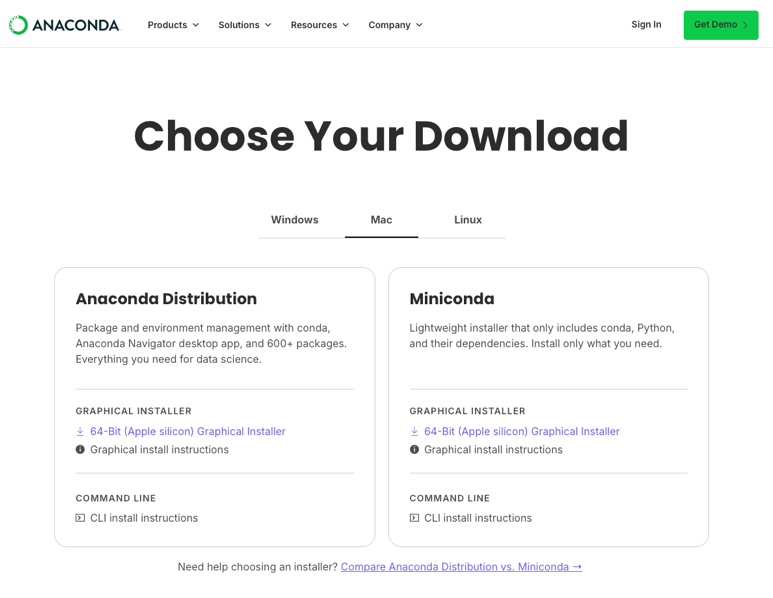 ANACONDA.
Products Solutions Resources Company Sign In Get Demo
Choose Your Download
Windows Mac Linux
Anaconda Distribution
Package and environment management with conda,
Anaconda Navigator desktop app, and 600+ packages.
Everything you need for data science.
GRAPHICAL INSTALLER
64-Bit (Apple silicon) Graphical Installer
Graphical install instructions
COMMAND LINE
CLI install instructions
Miniconda
Lightweight installer that only includes conda, Python,
and their dependencies. Install only what you need.
GRAPHICAL INSTALLER
64-Bit (Apple silicon) Graphical Installer
Graphical install instructions
COMMAND LINE
CLI install instructions
Need help choosing an installer? Compare Anaconda Distribution vs. Miniconda →